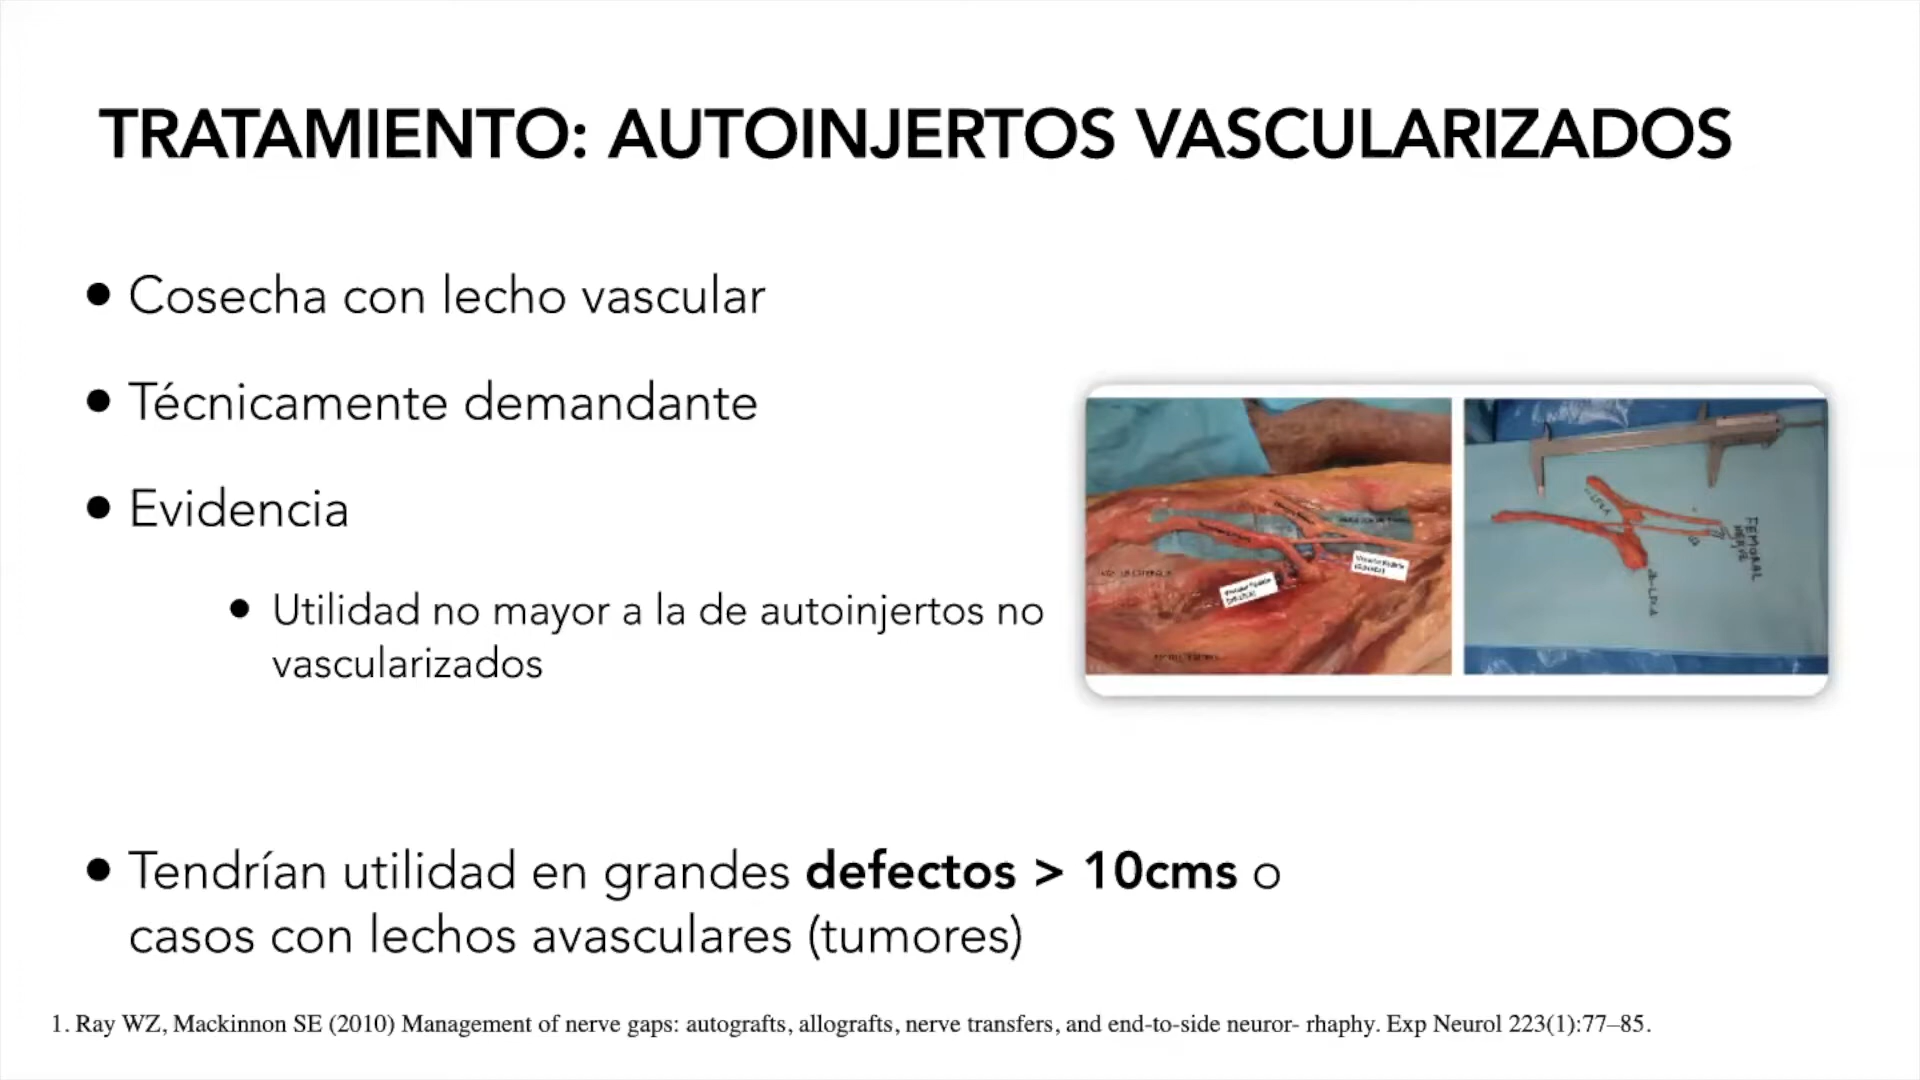 TRATAMIENTO: AUTOINJERTOS VASCULARIZADOS
• Cosecha con lecho vascular
• Técnicamente demandante
• Evidencia
• Utilidad no mayor a la de autoinjertos no
vascularizados
FEMORAL
NERVE
• Tendrían utilidad en grandes defectos > 10cms o
casos con lechos avasculares (tumores)
1. Ray WZ, Mackinnon SE (2010) Management of nerve gaps: autografts, allografts, nerve transfers, and end-to-side neuror- rhaphy. Exp Neurol 223(1):77–85.